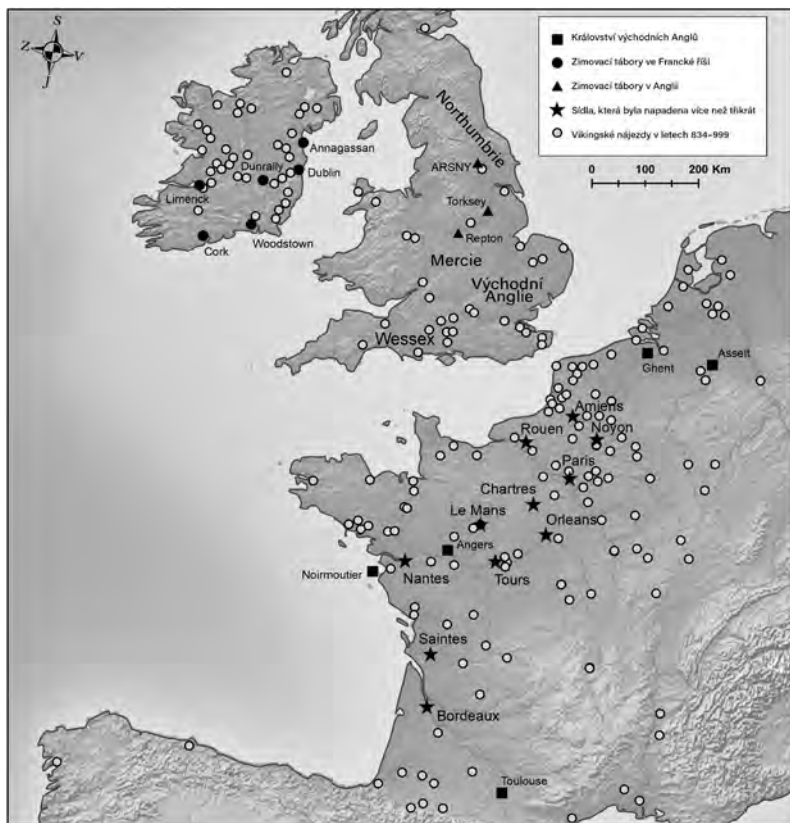 S
Z
V
J
Království východních Anglů
Zimovací tábory ve Francké říši
Zimovací tábory v Anglii
Sídla, která byla napadena více než třikrát
Vikingské nájezdy v letech 834–999
0 100 200 Km
Northumbrie
Annagassan
ARSNY
Dunrally
Dublin
Limerick
Torksey
Woodstown
Repton
Cork
Mercie
Východní
Anglie
Wessex
Ghent
Asselt
Amiens
Rouen
Noyon
Paris
Chartres
Le Mans
Orleans
Angers
Noirmoutier
Nantes
Tours
Saintes
Bordeaux
Toulouse